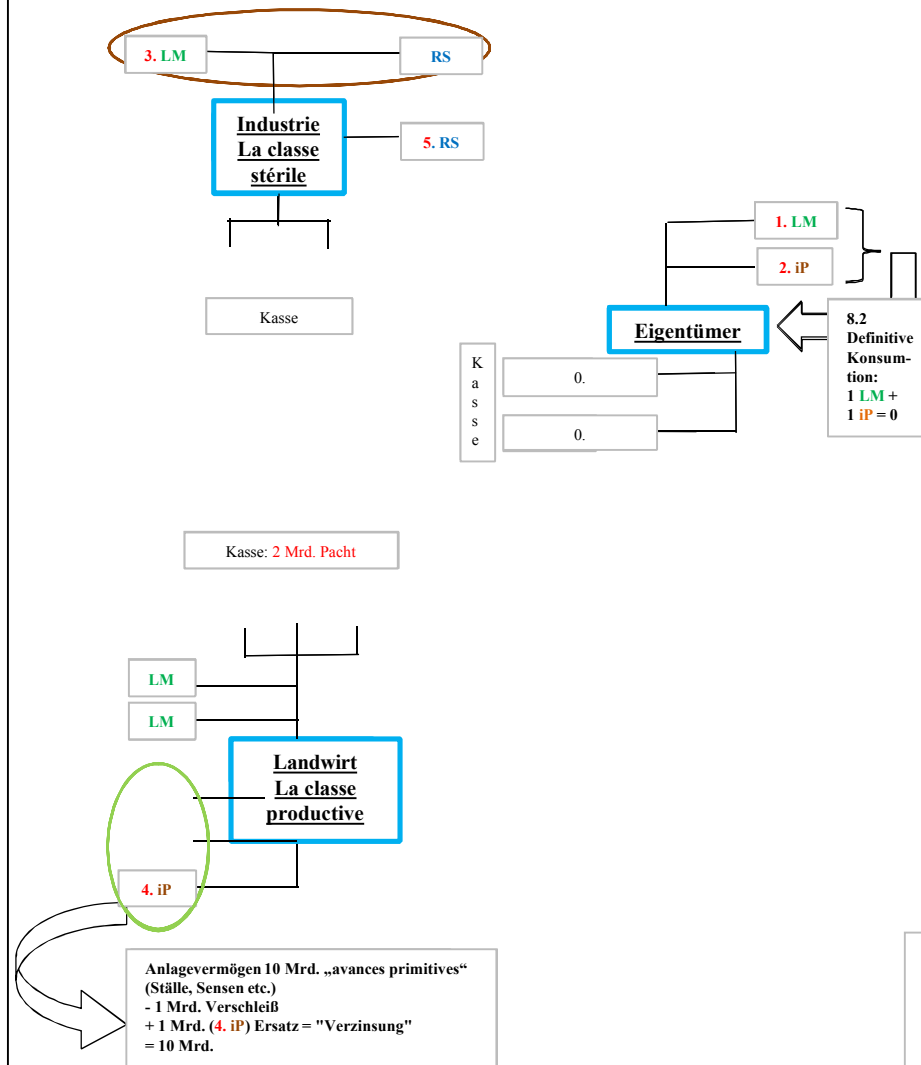 3. LM
RS
Industrie
La classe
stérile
5. RS
1. LM
2. iP
Kasse
Eigentümer
8.2
Definitive
Konsum-
tion:
1 LM +
1 iP = 0
K
a
s
s
e
0.
0.
Kasse: 2 Mrd. Pacht
LM
LM
Landwirt
La classe
productive
4. iP
Anlagevermögen 10 Mrd. „avances primitives“
(Ställe, Sensen etc.)
- 1 Mrd. Verschleiß
+ 1 Mrd. (4. iP) Ersatz = "Verzinsung"
= 10 Mrd.